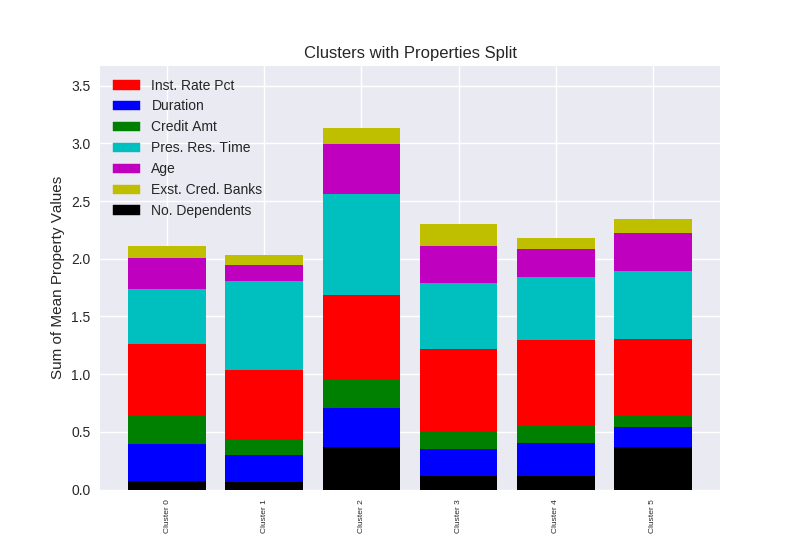 Clusters with Properties Split
Sum of Mean Property Values
3.5
3.0
2.5
2.0
1.5
1.0
0.5
0.0
Inst. Rate Pct
Duration
Credit Amt
Pres. Res. Time
Age
Exst. Cred. Banks
No. Dependents
Cluster 0
Cluster 1
Cluster 2
Cluster 3
Cluster 4
Cluster 5